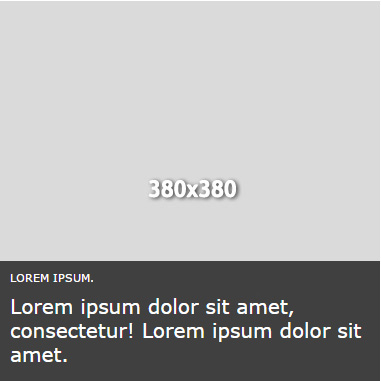 380x380
LOREM IPSUM.
Lorem ipsum dolor sit amet,
consectetur! Lorem ipsum dolor sit
amet.